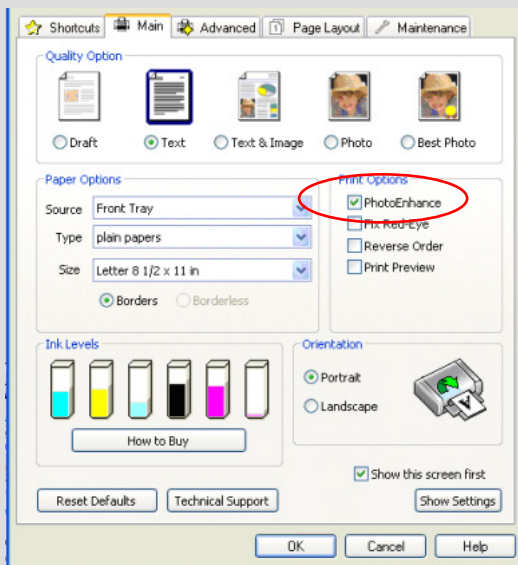 Shortcuts Main Advanced Page Layout Maintenance
Quality Option
Draft Text Text & Image Photo Best Photo
Paper Options
Source Front Tray
Type plain papers
Size Letter 8 1/2 x 11 in
Borders Borderless
Print Options
PhotoEnhance
Fix Red-Eye
Reverse Order
Print Preview
Ink Levels
How to Buy
Orientation
Portrait
Landscape
A
Show this screen first
Reset Defaults Technical Support Show Settings
OK Cancel Help